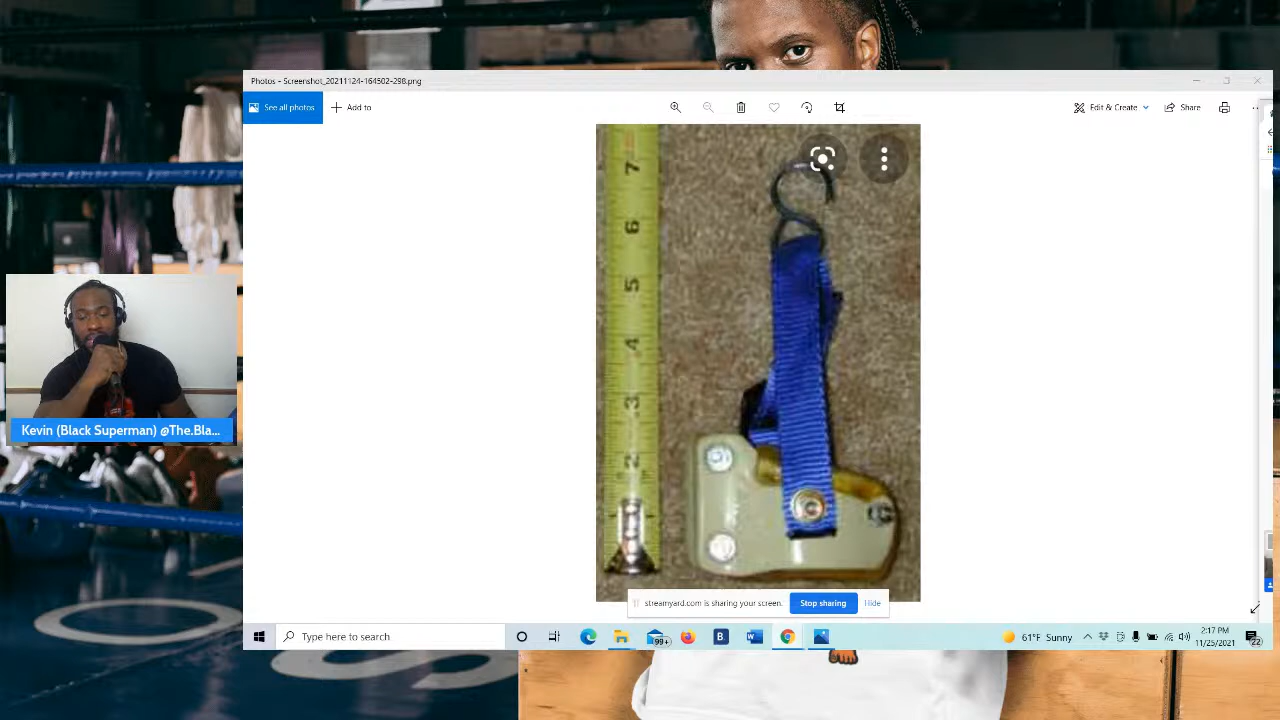 Photos - Screenshot_20211124-164502-298.png
See all photos
Add to
Edit & Create
Share
7
6
5
4
3
2
Kevin (Black Superman) @The.Bla...
streamyard.com is sharing your screen.
Stop sharing
Hide
Type here to search
99+
B.
61°F Sunny
2:17 PM
11/25/2021
22
S